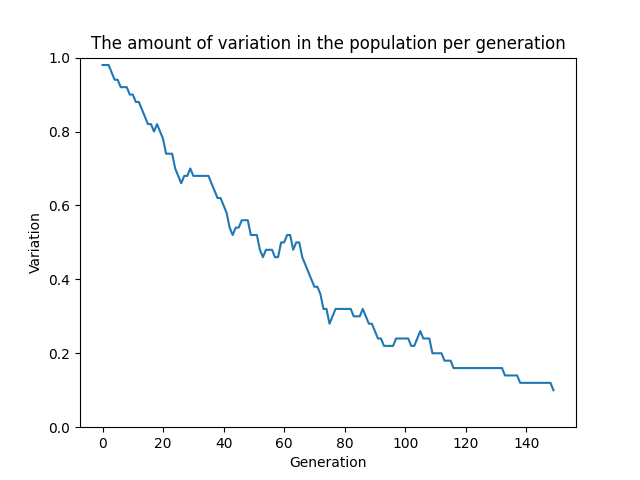 The amount of variation in the population per generation
1.0
0.8
0.6
0.4
0.2
0.0
Variation
0 20 40 60 80 100 120 140
Generation